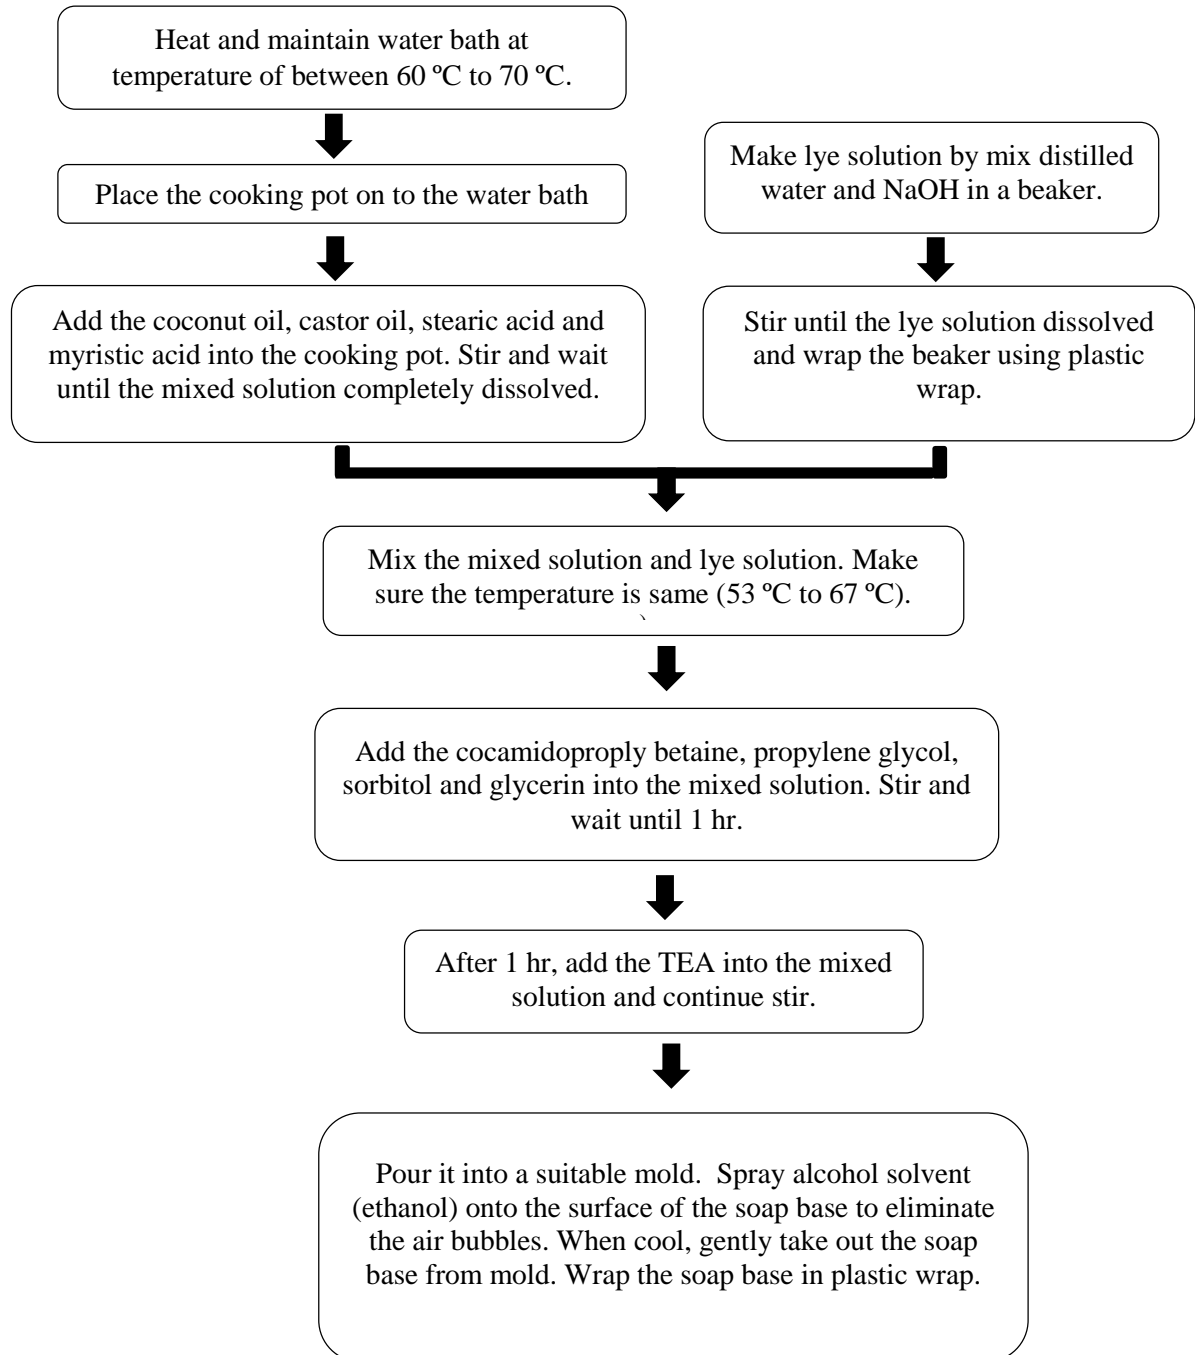 Heat and maintain water bath at
temperature of between 60 ºC to 70 ºC.
Place the cooking pot on to the water bath
Add the coconut oil, castor oil, stearic acid and
myristic acid into the cooking pot. Stir and wait
until the mixed solution completely dissolved.
Make lye solution by mix distilled
water and NaOH in a beaker.
Stir until the lye solution dissolved
and wrap the beaker using plastic
wrap.
Mix the mixed solution and lye solution. Make
sure the temperature is same (53 ºC to 67 ºC).
Add the cocamidoproply betaine, propylene glycol,
sorbitol and glycerin into the mixed solution. Stir and
wait until 1 hr.
After 1 hr, add the TEA into the mixed
solution and continue stir.
Pour it into a suitable mold.  Spray alcohol solvent
(ethanol) onto the surface of the soap base to eliminate
the air bubbles. When cool, gently take out the soap
base from mold. Wrap the soap base in plastic wrap.